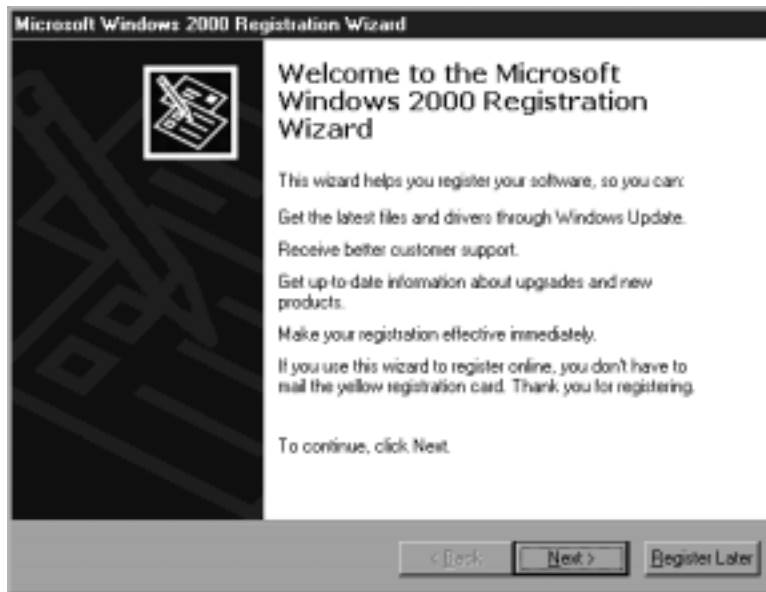 Microsoft Windows 2000 Registration Wizard
Welcome to the Microsoft
Windows 2000 Registration
Wizard
This wizard helps you register your software, so you can:
Get the latest files and drivers through Windows Update.
Receive better customer support.
Get up-to-date information about upgrades and new
products.
Make your registration effective immediately.
If you use this wizard to register online, you don't have to
mail the yellow registration card. Thank you for registering.
To continue, click Next.
< Back
Next >
Register Later